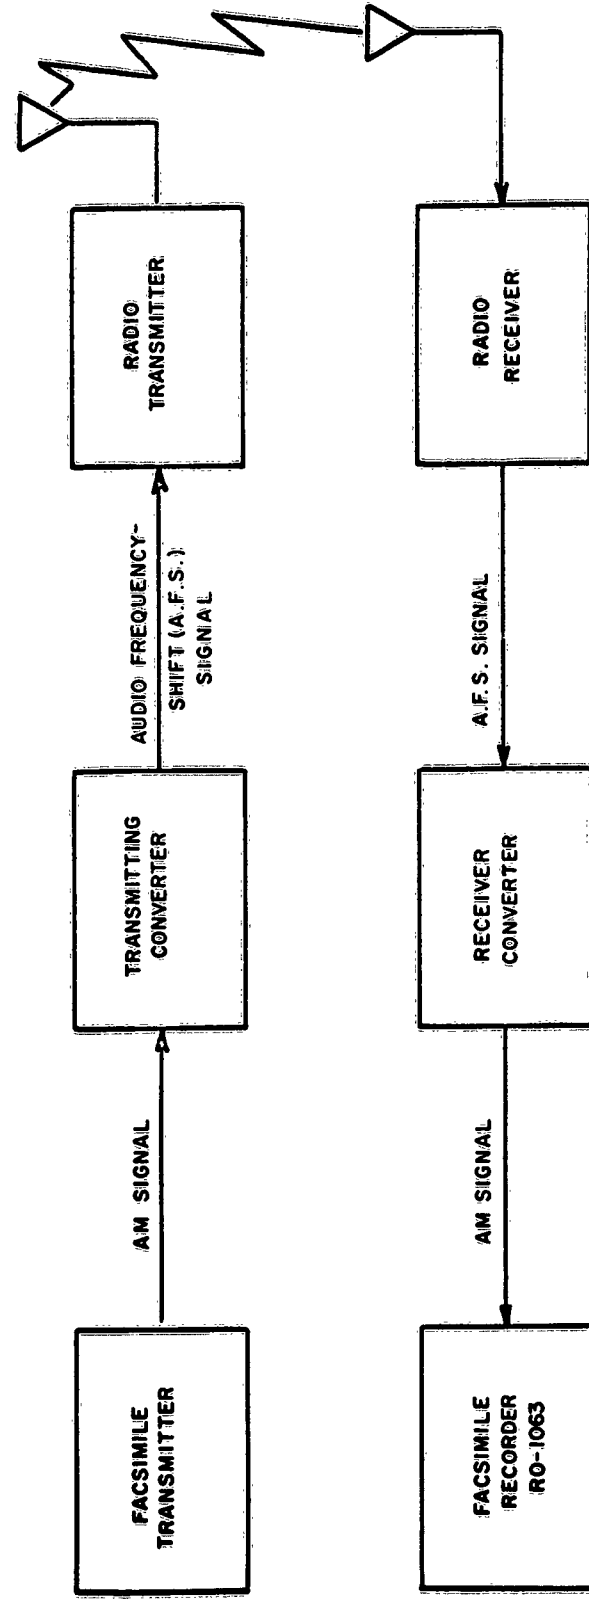 FACSIMILE
TRANSMITTER
AM SIGNAL
TRANSMITTING
CONVERTER
AUDIO FREQUENCY-
SHIFT (A.F.S.)
SIGNAL
RADIO
TRANSMITTER
FACSIMILE
RECORDER
RO-1063
AM SIGNAL
RECEIVER
CONVERTER
A.F.S. SIGNAL
RADIO
RECEIVER